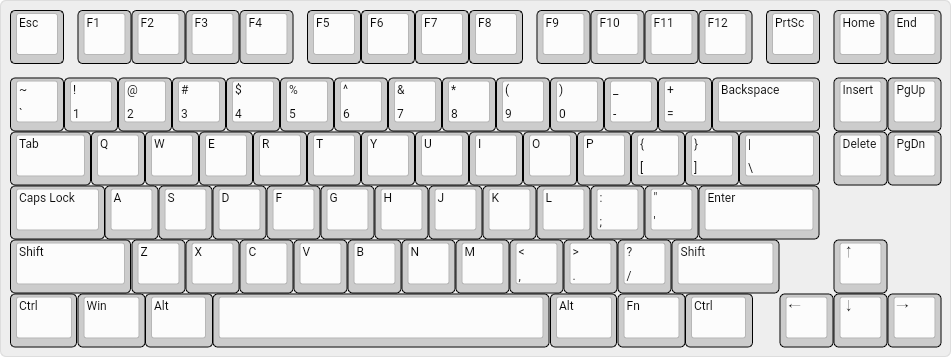 Esc F1 F2 F3 F4 F5 F6 F7 F8 F9 F10 F11 F12 PrtSc Home End
~ ! @ # $ % ^ & * ( ) _ + Backspace Insert PgUp
` 1 2 3 4 5 6 7 8 9 0 - =
Tab Q W E R T Y U I O P { } | Delete PgDn
[ ] \
Caps Lock A S D F G H J K L : " Enter
; '
Shift Z X C V B N M < > ? Shift ↑
, . /
Ctrl Win Alt Alt Fn Ctrl ← ↓ →